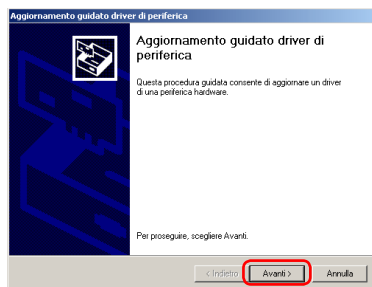 Aggiornamento guidato driver di periferica
Aggiornamento guidato driver di
periferica
Questa procedura guidata consente di aggiornare un driver
di una periferica hardware.
Per proseguire, scegliere Avanti.
< Indietro
Avanti >
Annulla